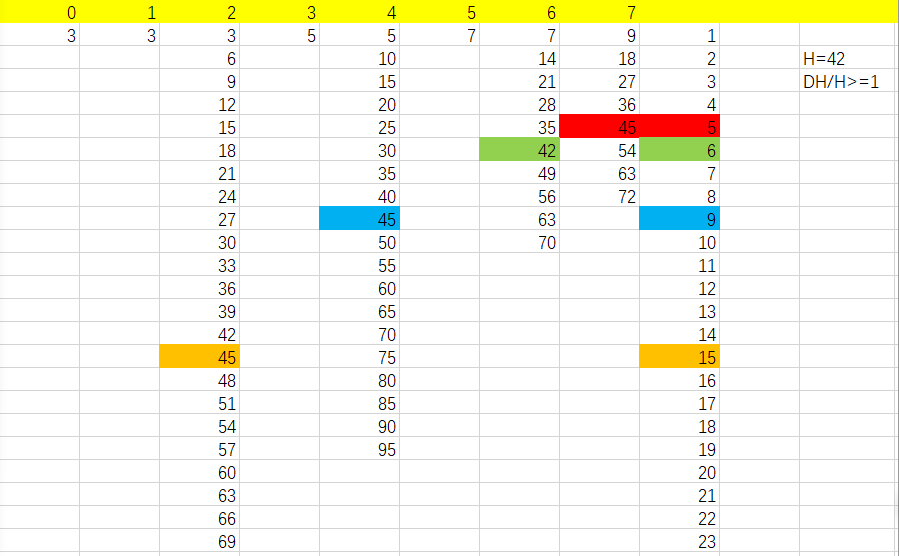 0 1 2 3 4 5 6 7
3 3 3 5 5 7 7 9 1
6 10 14 18 2 H=42
9 15 21 27 3 DH/H>=1
12 20 28 36 4
15 25 35 45 5
18 30 42 54 6
21 35 49 63 7
24 40 56 72 8
27 45 63 9
30 50 70 10
33 55 11
36 60 12
39 65 13
42 70 14
45 75 15
48 80 16
51 85 17
54 90 18
57 95 19
60 20
63 21
66 22
69 23